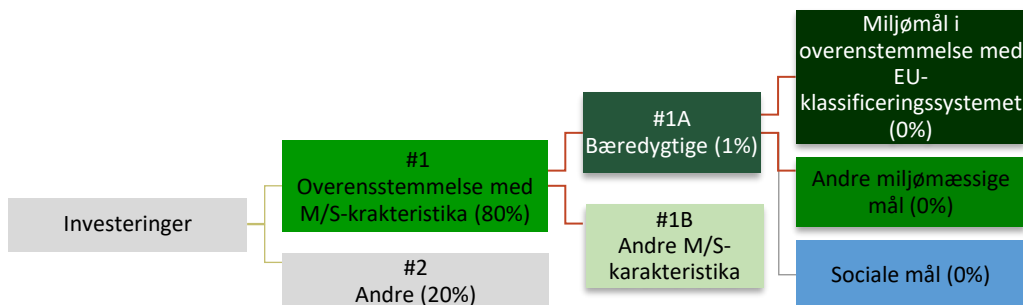 Investeringer
#1
Overensstemmelse med
M/S-krakteristika (80%)
#2
Andre (20%)
#1A
Bæredygtige (1%)
#1B
Andre M/S-
karakteristika
Miljømål i
overenstemmelse med
EU-
klassificeringssystemet
(0%)
Andre miljømæssige
mål (0%)
Sociale mål (0%)